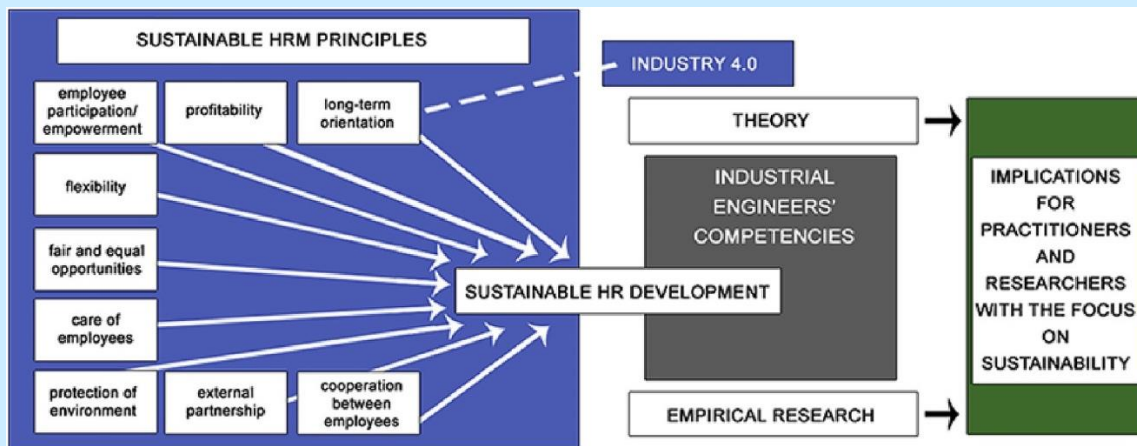 SUSTAINABLE HRM PRINCIPLES
employee
participation/
empowerment
profitability
long-term
orientation
flexibility
fair and equal
opportunities
care of
employees
protection of
environment
external
partnership
cooperation
between
employees
SUSTAINABLE HR DEVELOPMENT
INDUSTRY 4.0
THEORY
INDUSTRIAL
ENGINEERS'
COMPETENCIES
EMPIRICAL RESEARCH
IMPLICATIONS
FOR
PRACTITIONERS
AND
RESEARCHERS
WITH THE FOCUS
ON
SUSTAINABILITY